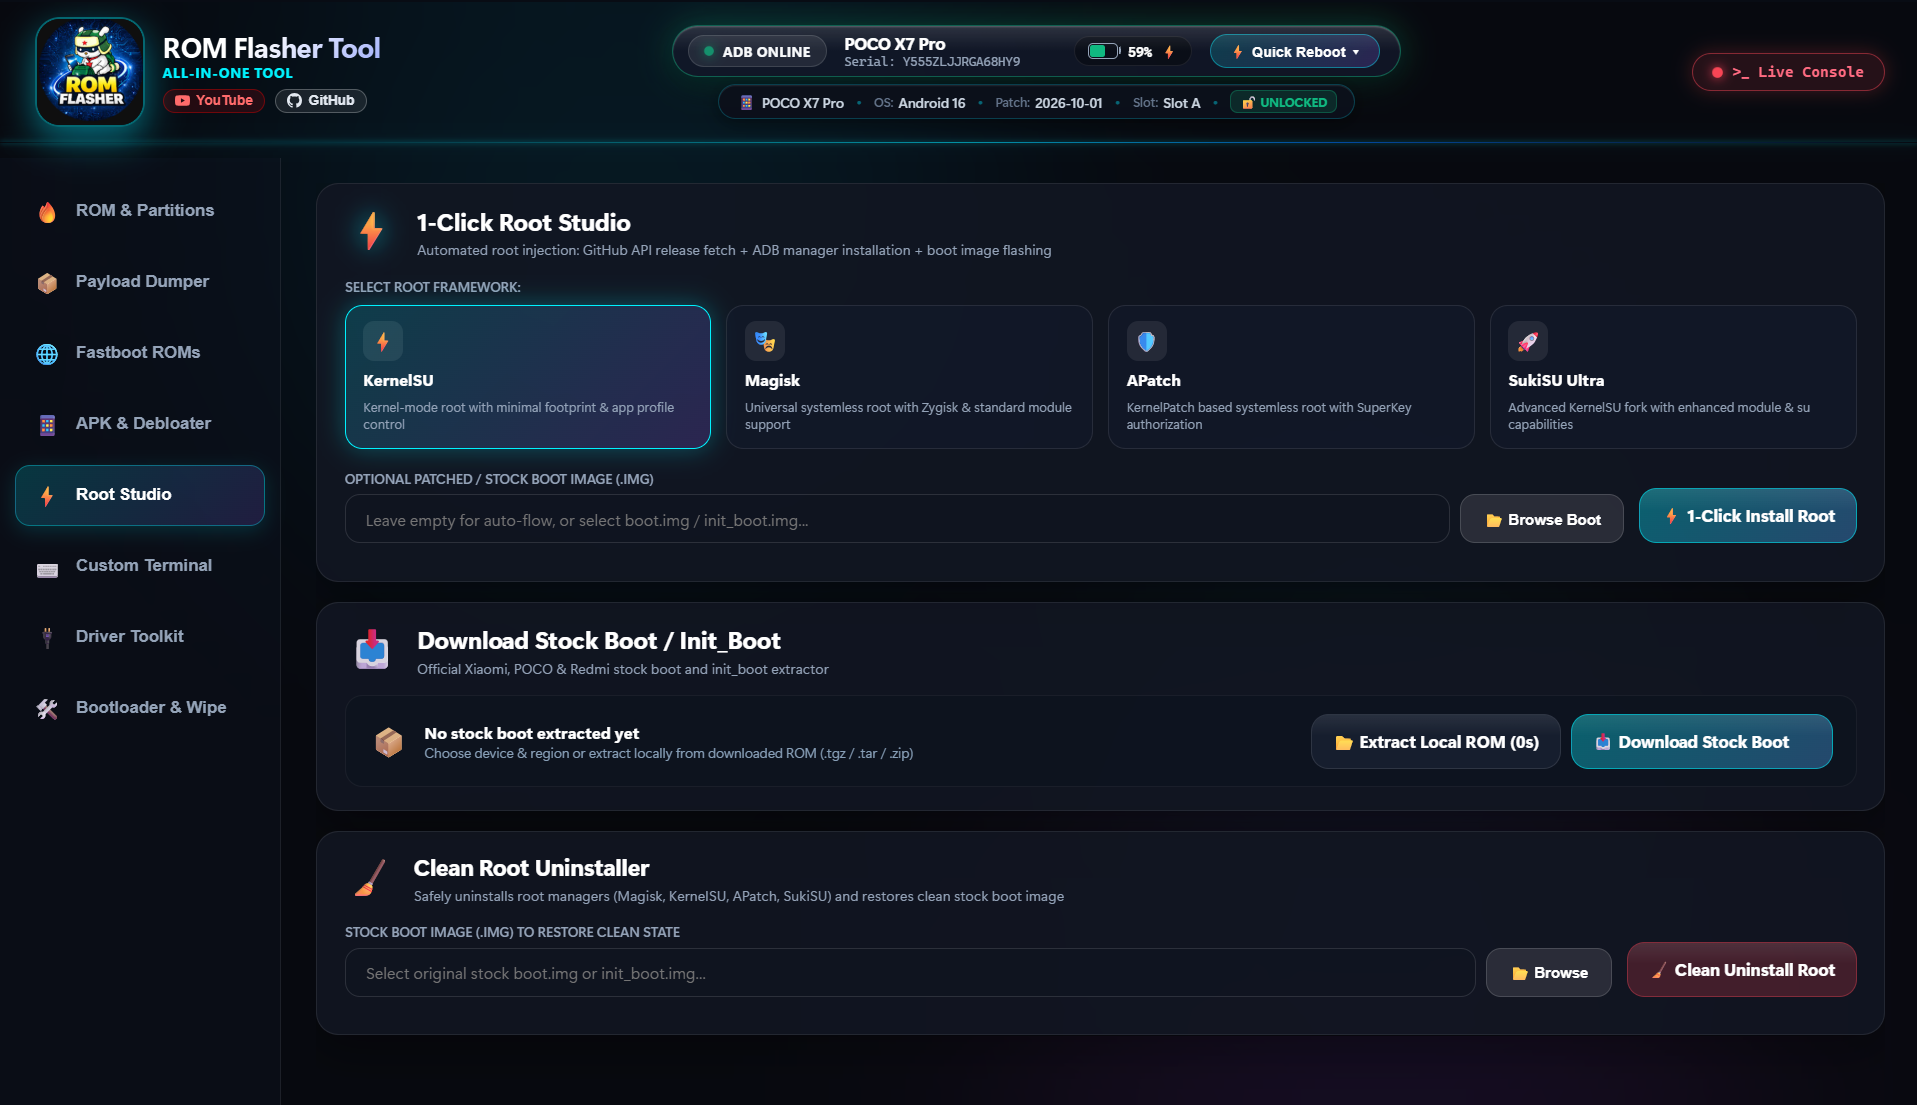 ROM FLASHER
ROM Flasher Tool
ALL-IN-ONE TOOL
YouTube
GitHub
ADB ONLINE
POCO X7 Pro
Serial: Y555ZLJJRGA68HY9
59%
Quick Reboot ▾
POCO X7 Pro • OS: Android 16 • Patch: 2026-10-01 • Slot: Slot A • UNLOCKED
>_ Live Console
ROM & Partitions
Payload Dumper
Fastboot ROMs
APK & Debloater
Root Studio
Custom Terminal
Driver Toolkit
Bootloader & Wipe
1-Click Root Studio
Automated root injection: GitHub API release fetch + ADB manager installation + boot image flashing
SELECT ROOT FRAMEWORK:
KernelSU
Kernel-mode root with minimal footprint & app profile
control
Magisk
Universal systemless root with Zygisk & standard module
support
APatch
KernelPatch based systemless root with SuperKey
authorization
SukiSU Ultra
Advanced KernelSU fork with enhanced module & su
capabilities
OPTIONAL PATCHED / STOCK BOOT IMAGE (.IMG)
Leave empty for auto-flow, or select boot.img / init_boot.img...
Browse Boot
1-Click Install Root
Download Stock Boot / Init_Boot
Official Xiaomi, POCO & Redmi stock boot and init_boot extractor
No stock boot extracted yet
Choose device & region or extract locally from downloaded ROM (.tgz / .tar / .zip)
Extract Local ROM (0s)
Download Stock Boot
Clean Root Uninstaller
Safely uninstalls root managers (Magisk, KernelSU, APatch, SukiSU) and restores clean stock boot image
STOCK BOOT IMAGE (.IMG) TO RESTORE CLEAN STATE
Select original stock boot.img or init_boot.img...
Browse
Clean Uninstall Root